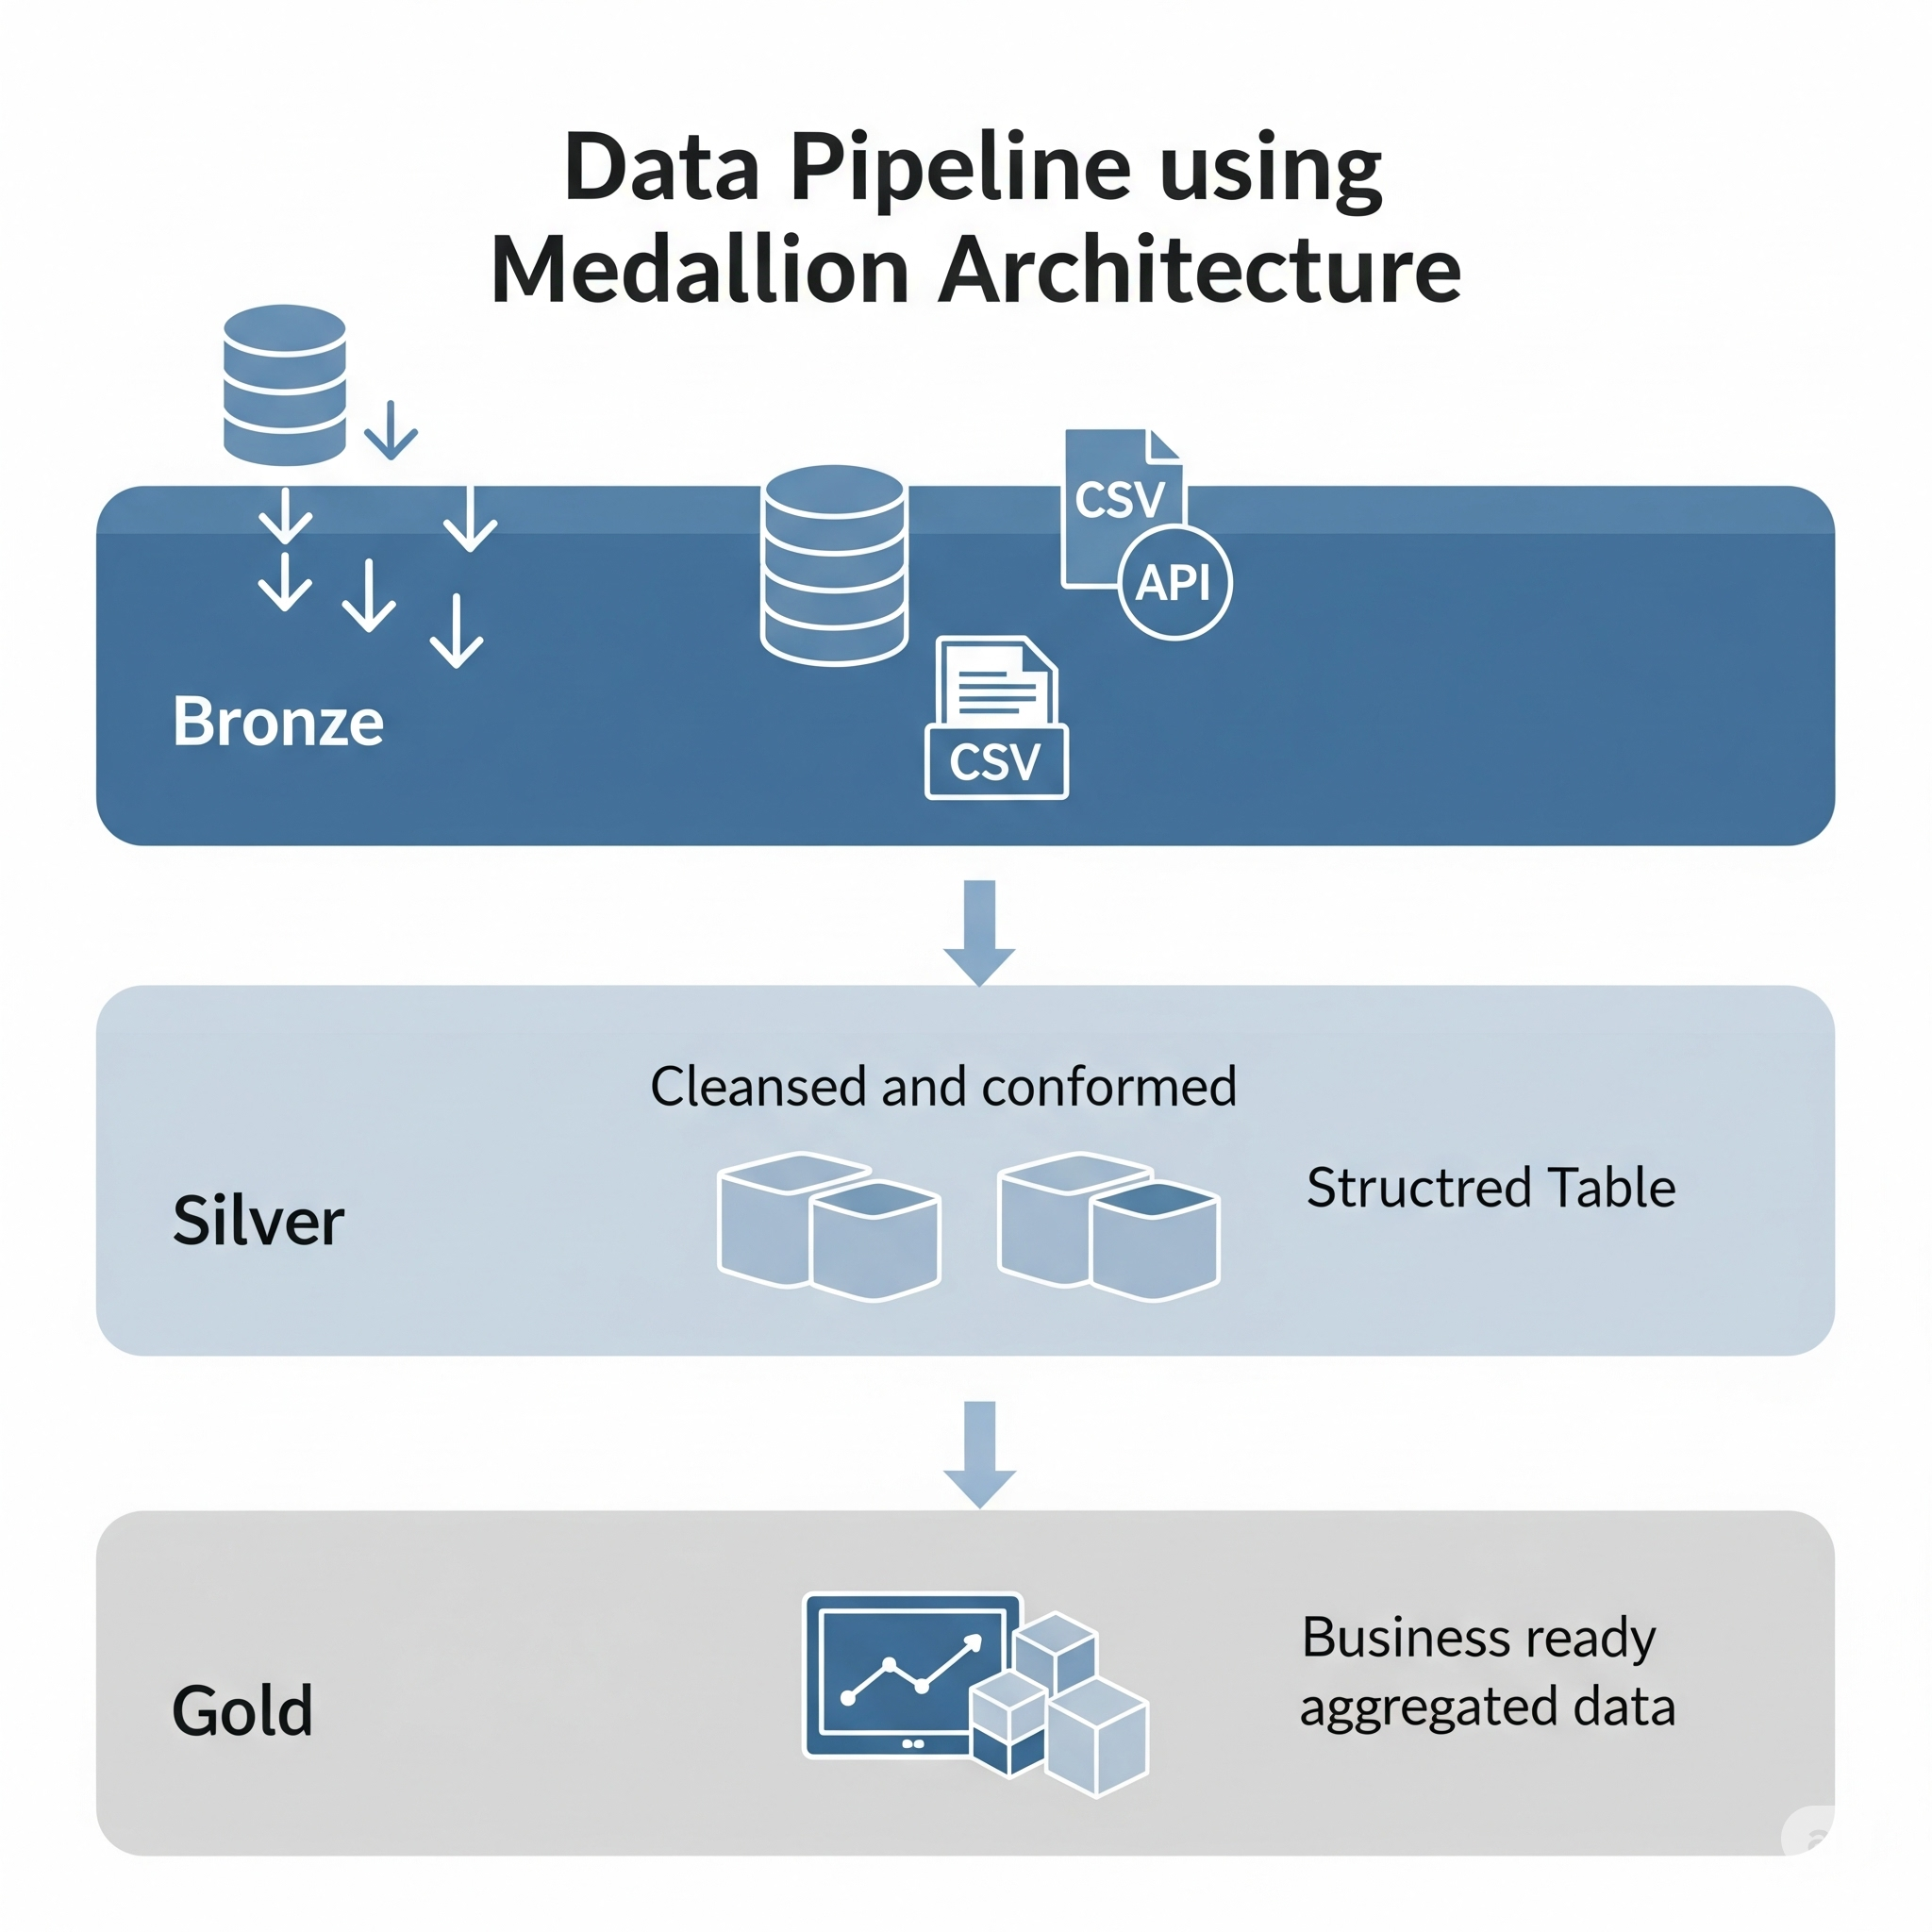 Data Pipeline using
Medallion Architecture
CSV
API
CSV
Bronze
Cleansed and conformed
Structred Table
Silver
Business ready
aggregated data
Gold